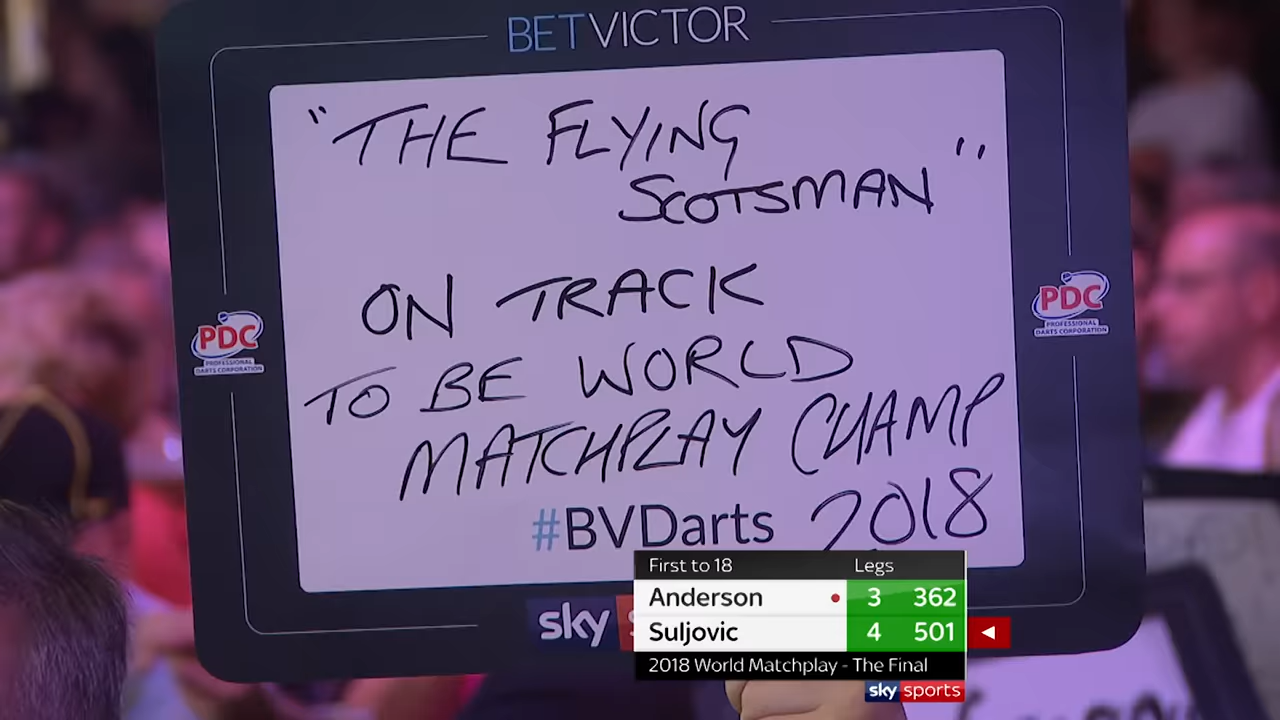 BETVICTOR
"THE FLYING
SCOTSMAN"
ON TRACK
TO BE WORLD
MATCHPLAY CHAMP
2018
#BVDarts
PDC
PROFESSIONAL
DARTS CORPORATION
PDC
PROFESSIONAL
DARTS CORPORATION
sky
First to 18 Legs
Anderson 3 362
Suljovic 4 501
2018 World Matchplay - The Final
sky sports